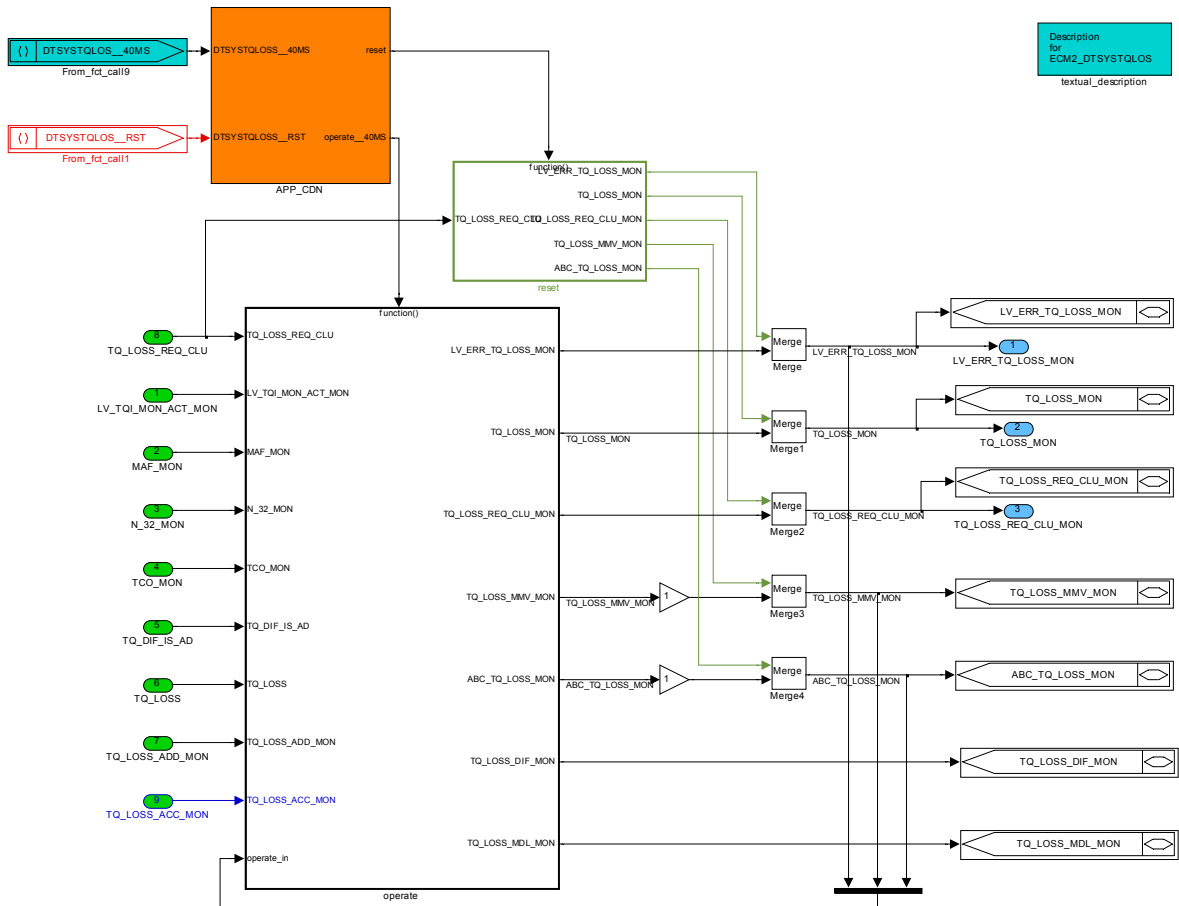 DTSYSTQLOS__40MS
From_fct_call9
DTSYSTQLOS__RST
From_fct_call1
DTSYSTQLOSS__40MS
reset
DTSYSTQLOSS__RST
operate__40MS
APP_CDN
Description
for
ECM2_DTSYSTQLOS
textual_description
function()
LV_ERR_TQ_LOSS_MON
TQ_LOSS_MON
TQ_LOSS_REQ_CLU
TQ_LOSS_REQ_CLU_MON
TQ_LOSS_MMV_MON
ABC_TQ_LOSS_MON
reset
8
TQ_LOSS_REQ_CLU
1
LV_TQI_MON_ACT_MON
2
MAF_MON
3
N_32_MON
4
TCO_MON
5
TQ_DIF_IS_AD
6
TQ_LOSS
7
TQ_LOSS_ADD_MON
9
TQ_LOSS_ACC_MON
function()
TQ_LOSS_REQ_CLU
LV_TQI_MON_ACT_MON
MAF_MON
N_32_MON
TCO_MON
TQ_DIF_IS_AD
TQ_LOSS
TQ_LOSS_ADD_MON
TQ_LOSS_ACC_MON
operate_in
LV_ERR_TQ_LOSS_MON
TQ_LOSS_MON
TQ_LOSS_REQ_CLU_MON
TQ_LOSS_MMV_MON
ABC_TQ_LOSS_MON
TQ_LOSS_DIF_MON
TQ_LOSS_MDL_MON
operate
TQ_LOSS_MON
TQ_LOSS_MMV_MON
1
ABC_TQ_LOSS_MON
1
Merge
Merge
LV_ERR_TQ_LOSS_MON
Merge
Merge1
TQ_LOSS_MON
Merge
Merge2
TQ_LOSS_REQ_CLU_MON
Merge
Merge3
TQ_LOSS_MMV_MON
Merge
Merge4
ABC_TQ_LOSS_MON
LV_ERR_TQ_LOSS_MON
1
LV_ERR_TQ_LOSS_MON
TQ_LOSS_MON
2
TQ_LOSS_MON
TQ_LOSS_REQ_CLU_MON
3
TQ_LOSS_REQ_CLU_MON
TQ_LOSS_MMV_MON
ABC_TQ_LOSS_MON
TQ_LOSS_DIF_MON
TQ_LOSS_MDL_MON